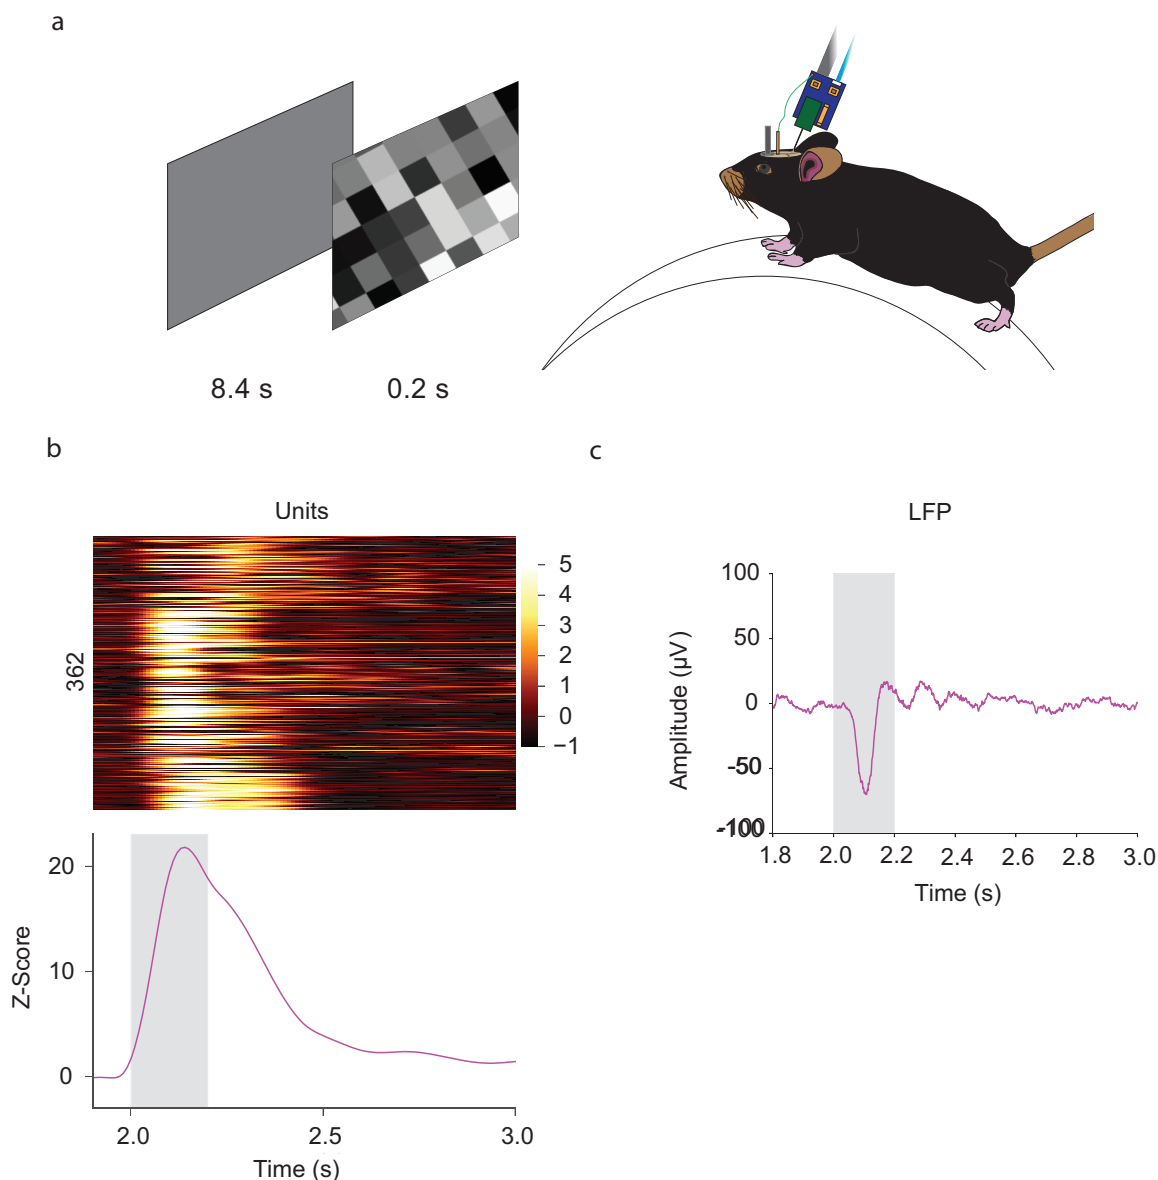 a
8.4 s
0.2 s
b
Units
362
5
4
3
2
1
0
−1
20
10
0
Z-Score
2.0
2.5
3.0
Time (s)
c
LFP
100
50
0
-50
-100
Amplitude (µV)
1.8
2.0
2.2
2.4
2.6
2.8
3.0
Time (s)